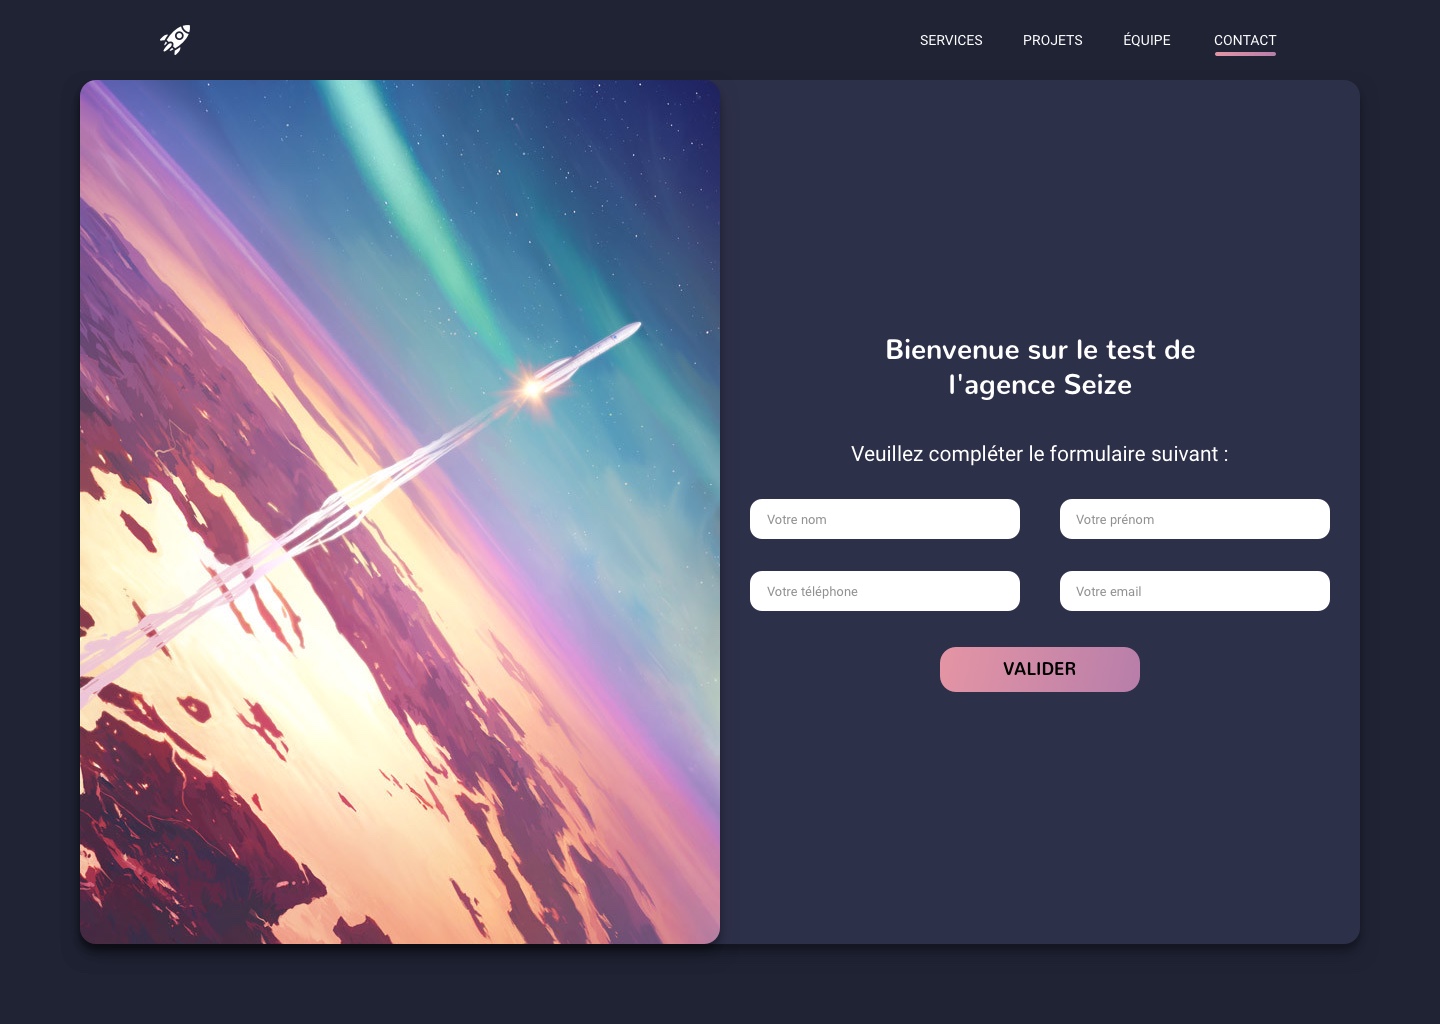 SERVICES
PROJETS
ÉQUIPE
CONTACT
Bienvenue sur le test de
l'agence Seize
Veuillez compléter le formulaire suivant :
Votre nom
Votre prénom
Votre téléphone
Votre email
VALIDER